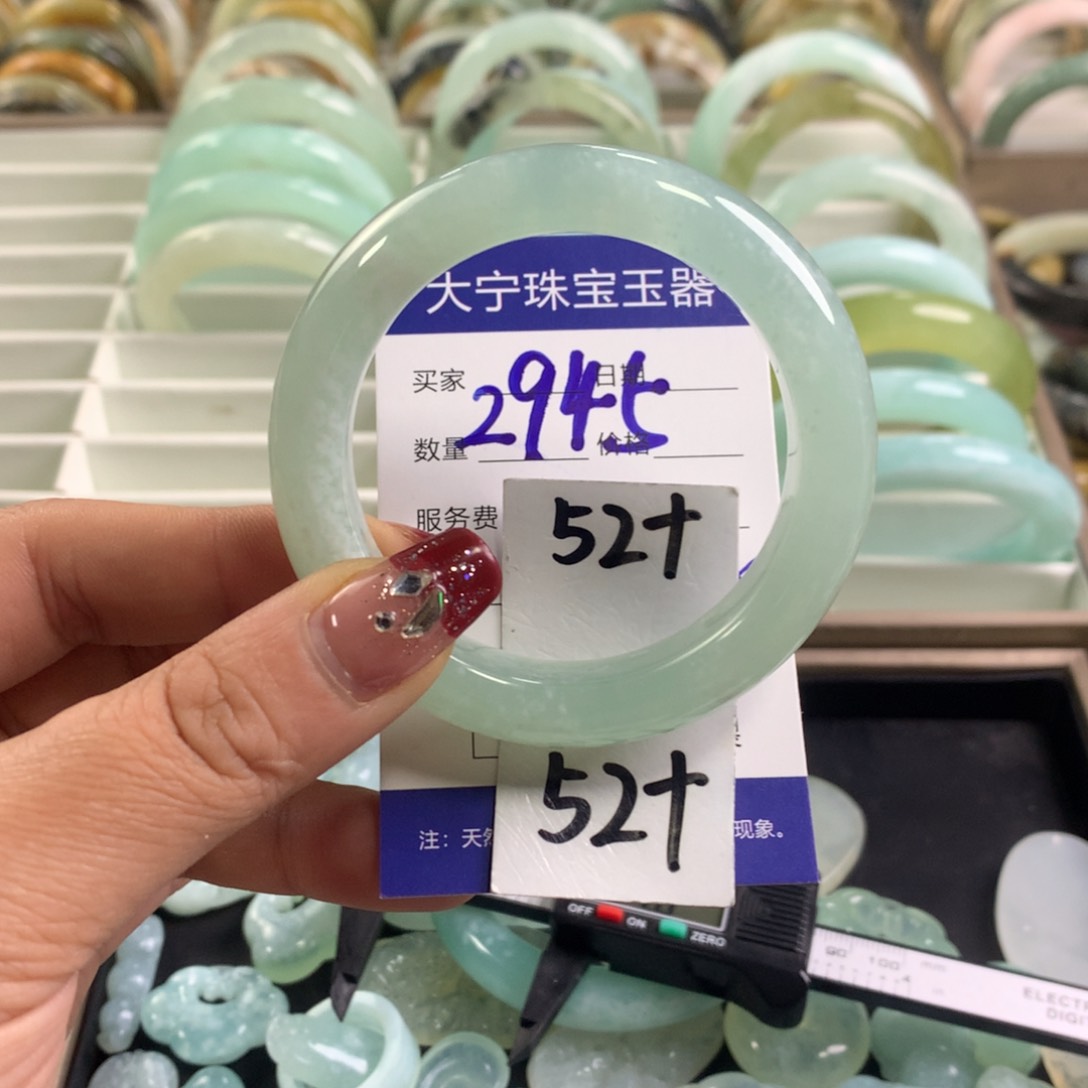 大宁珠宝玉器
2945
买家 日期
数量 价格
服务费
52十
52十
注：天然 现象。
OFF ON ZERO
90 100 mm
ELECT
DIGI